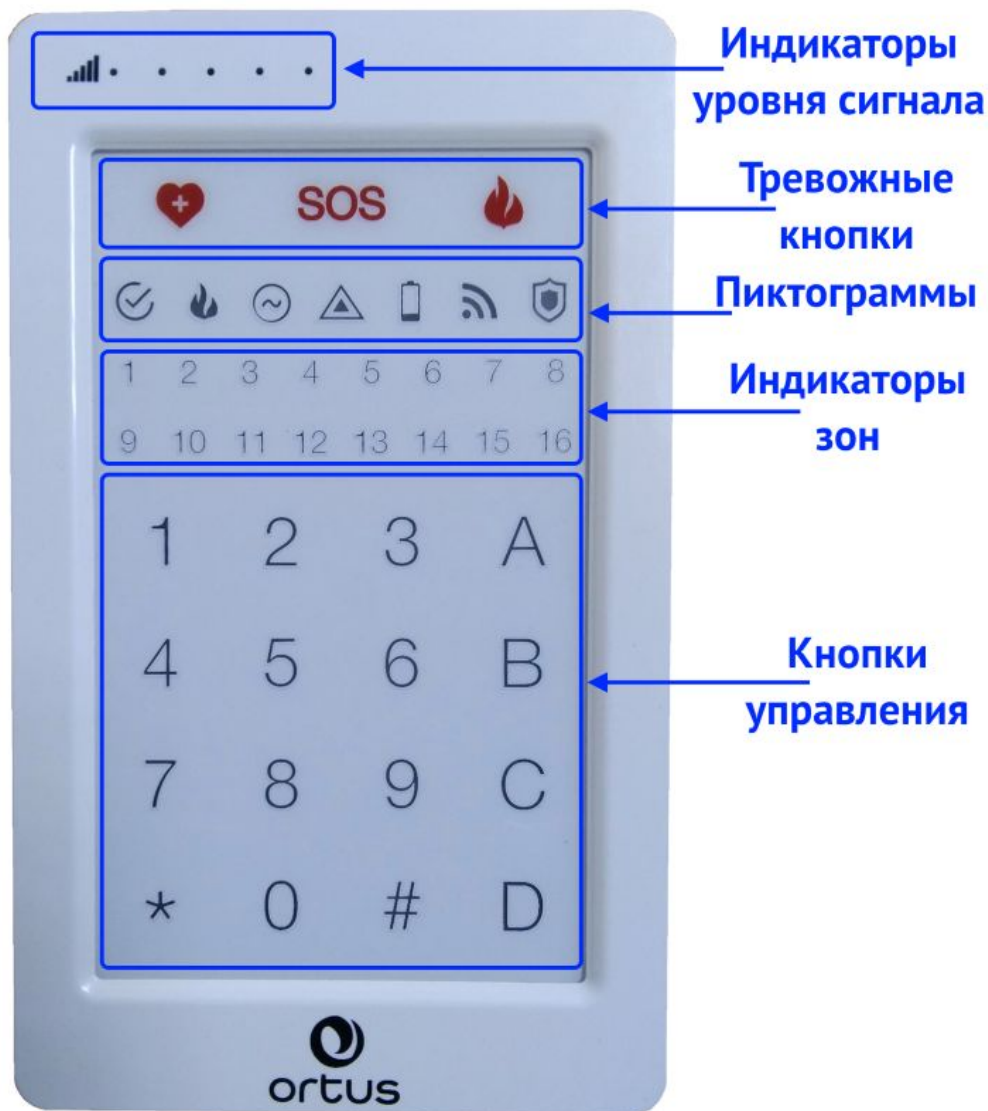 Индикаторы
уровня сигнала
SOS
Тревожные
кнопки
Пиктограммы
1 2 3 4 5 6 7 8
9 10 11 12 13 14 15 16
Индикаторы
зон
1 2 3 A
4 5 6 B
7 8 9 C
* 0 # D
Кнопки
управления
ortus